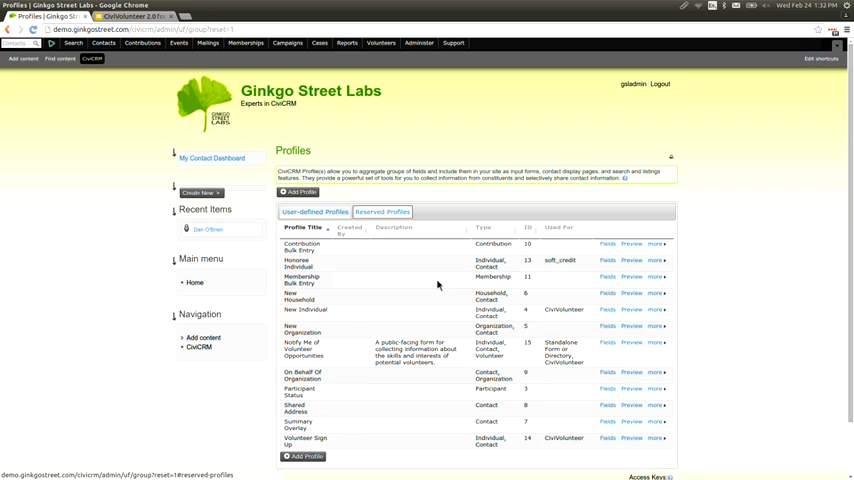 Profiles | Ginkgo Street Labs - Google Chrome
Wed Feb 24 1:32 PM
Profiles | Ginkgo Str
CiviVolunteer 2.0 f
demo.ginkgostreet.com/civicrm/admin/uf/group?reset=1
Contacts Search Contacts Contributions Events Mailings Memberships Campaigns Cases Reports Volunteers Administer Support
Add content Find content CiviCRM Edit shortcuts
Ginkgo Street Labs
Experts in CiviCRM
GINKGO
STREET
LABS
gsladmin Logout
My Contact Dashboard
Create New
Recent Items
Dan O'Brien
Main menu
Home
Navigation
Add content
CiviCRM
Profiles
CiviCRM Profile(s) allow you to aggregate groups of fields and include them in your site as input forms, contact display pages, and search and listings
features. They provide a powerful set of tools for you to collect information from constituents and selectively share contact information.
Add Profile
User-defined Profiles Reserved Profiles
Profile Title Created By Description Type ID Used For
Contribution Bulk Entry Contribution 10 Fields Preview more
Honoree Individual Individual, Contact 13 soft_credit Fields Preview more
Membership Bulk Entry Membership 11 Fields Preview more
New Household Household, Contact 6 Fields Preview more
New Individual Individual, Contact 4 CiviVolunteer Fields Preview more
New Organization Organization, Contact 5 Fields Preview more
Notify Me of Volunteer Opportunities A public-facing form for collecting information about the skills and interests of potential volunteers. Individual, Contact, Volunteer 15 Standalone Form or Directory, CiviVolunteer Fields Preview more
On Behalf Of Organization Contact, Organization 9 Fields Preview more
Participant Status Participant 3 Fields Preview more
Shared Address Contact 8 Fields Preview more
Summary Overlay Contact 7 Fields Preview more
Volunteer Sign Up Individual, Contact 14 CiviVolunteer Fields Preview more
Add Profile
Access Keys:
demo.ginkgostreet.com/civicrm/admin/uf/group?reset=1#reserved-profiles